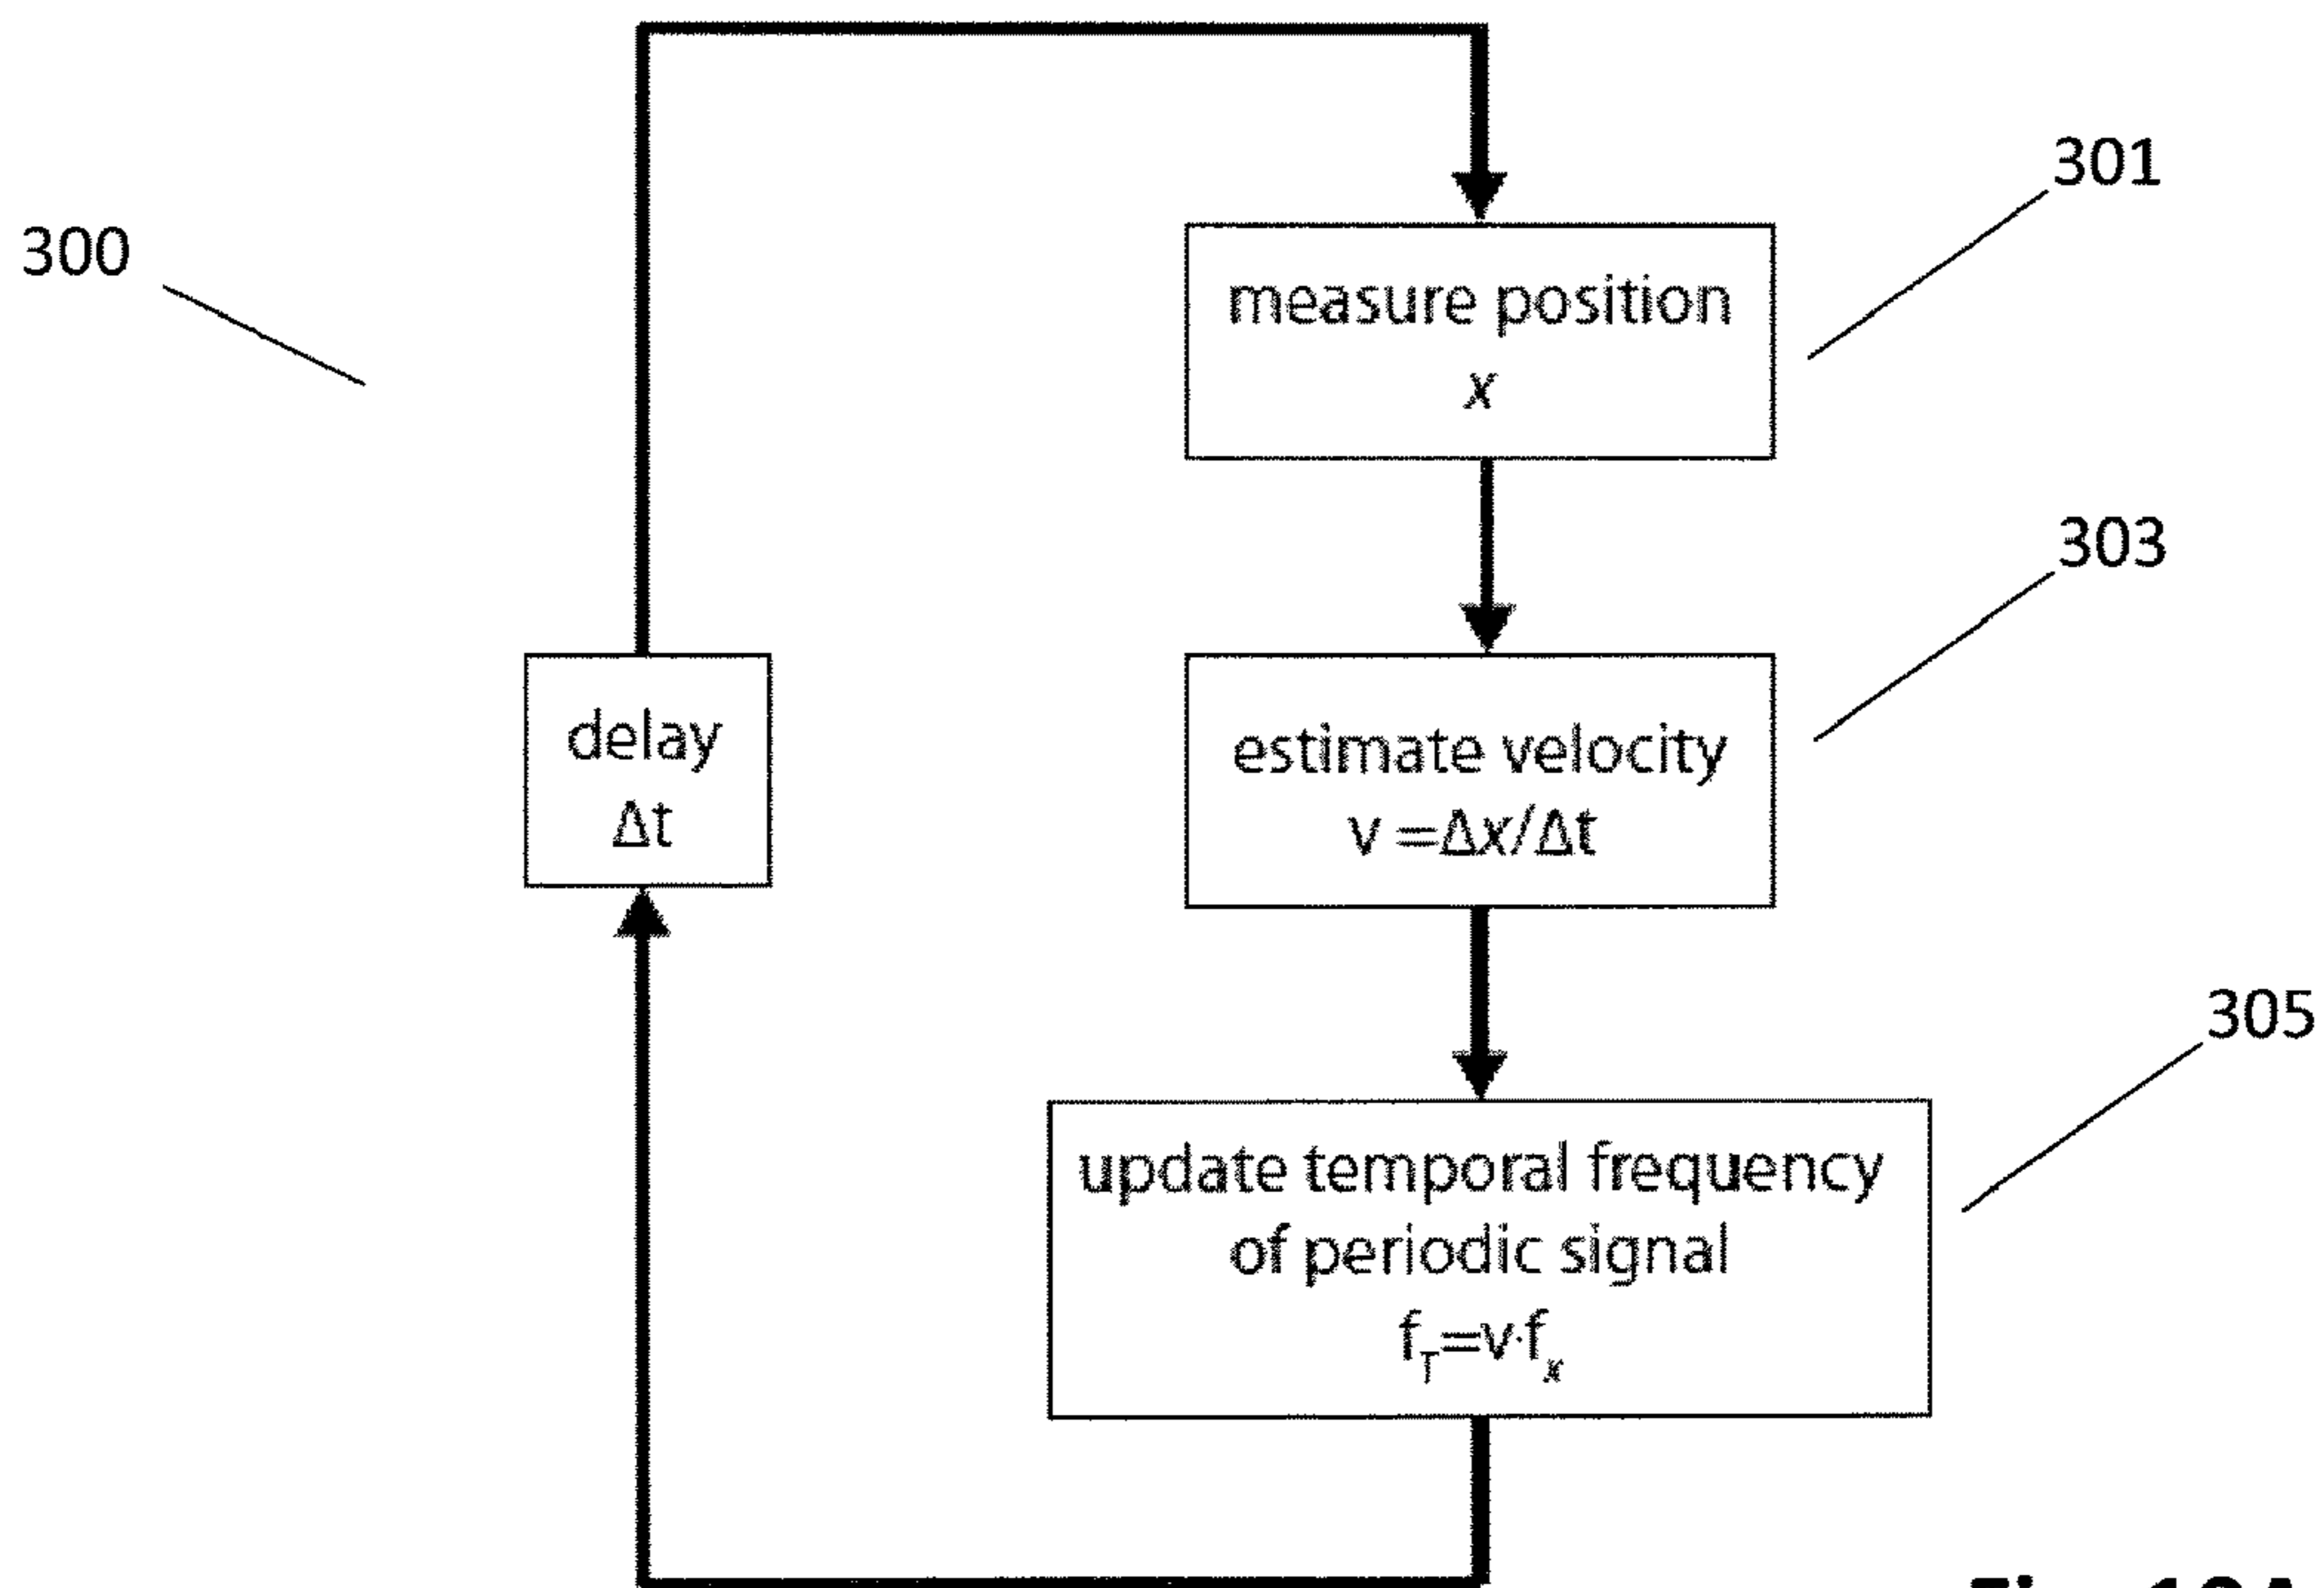 300
301
measure position
x
303
delay
Δt
estimate velocity
v =Δx/Δt
305
update temporal frequency
of periodic signal
fT=v·fx